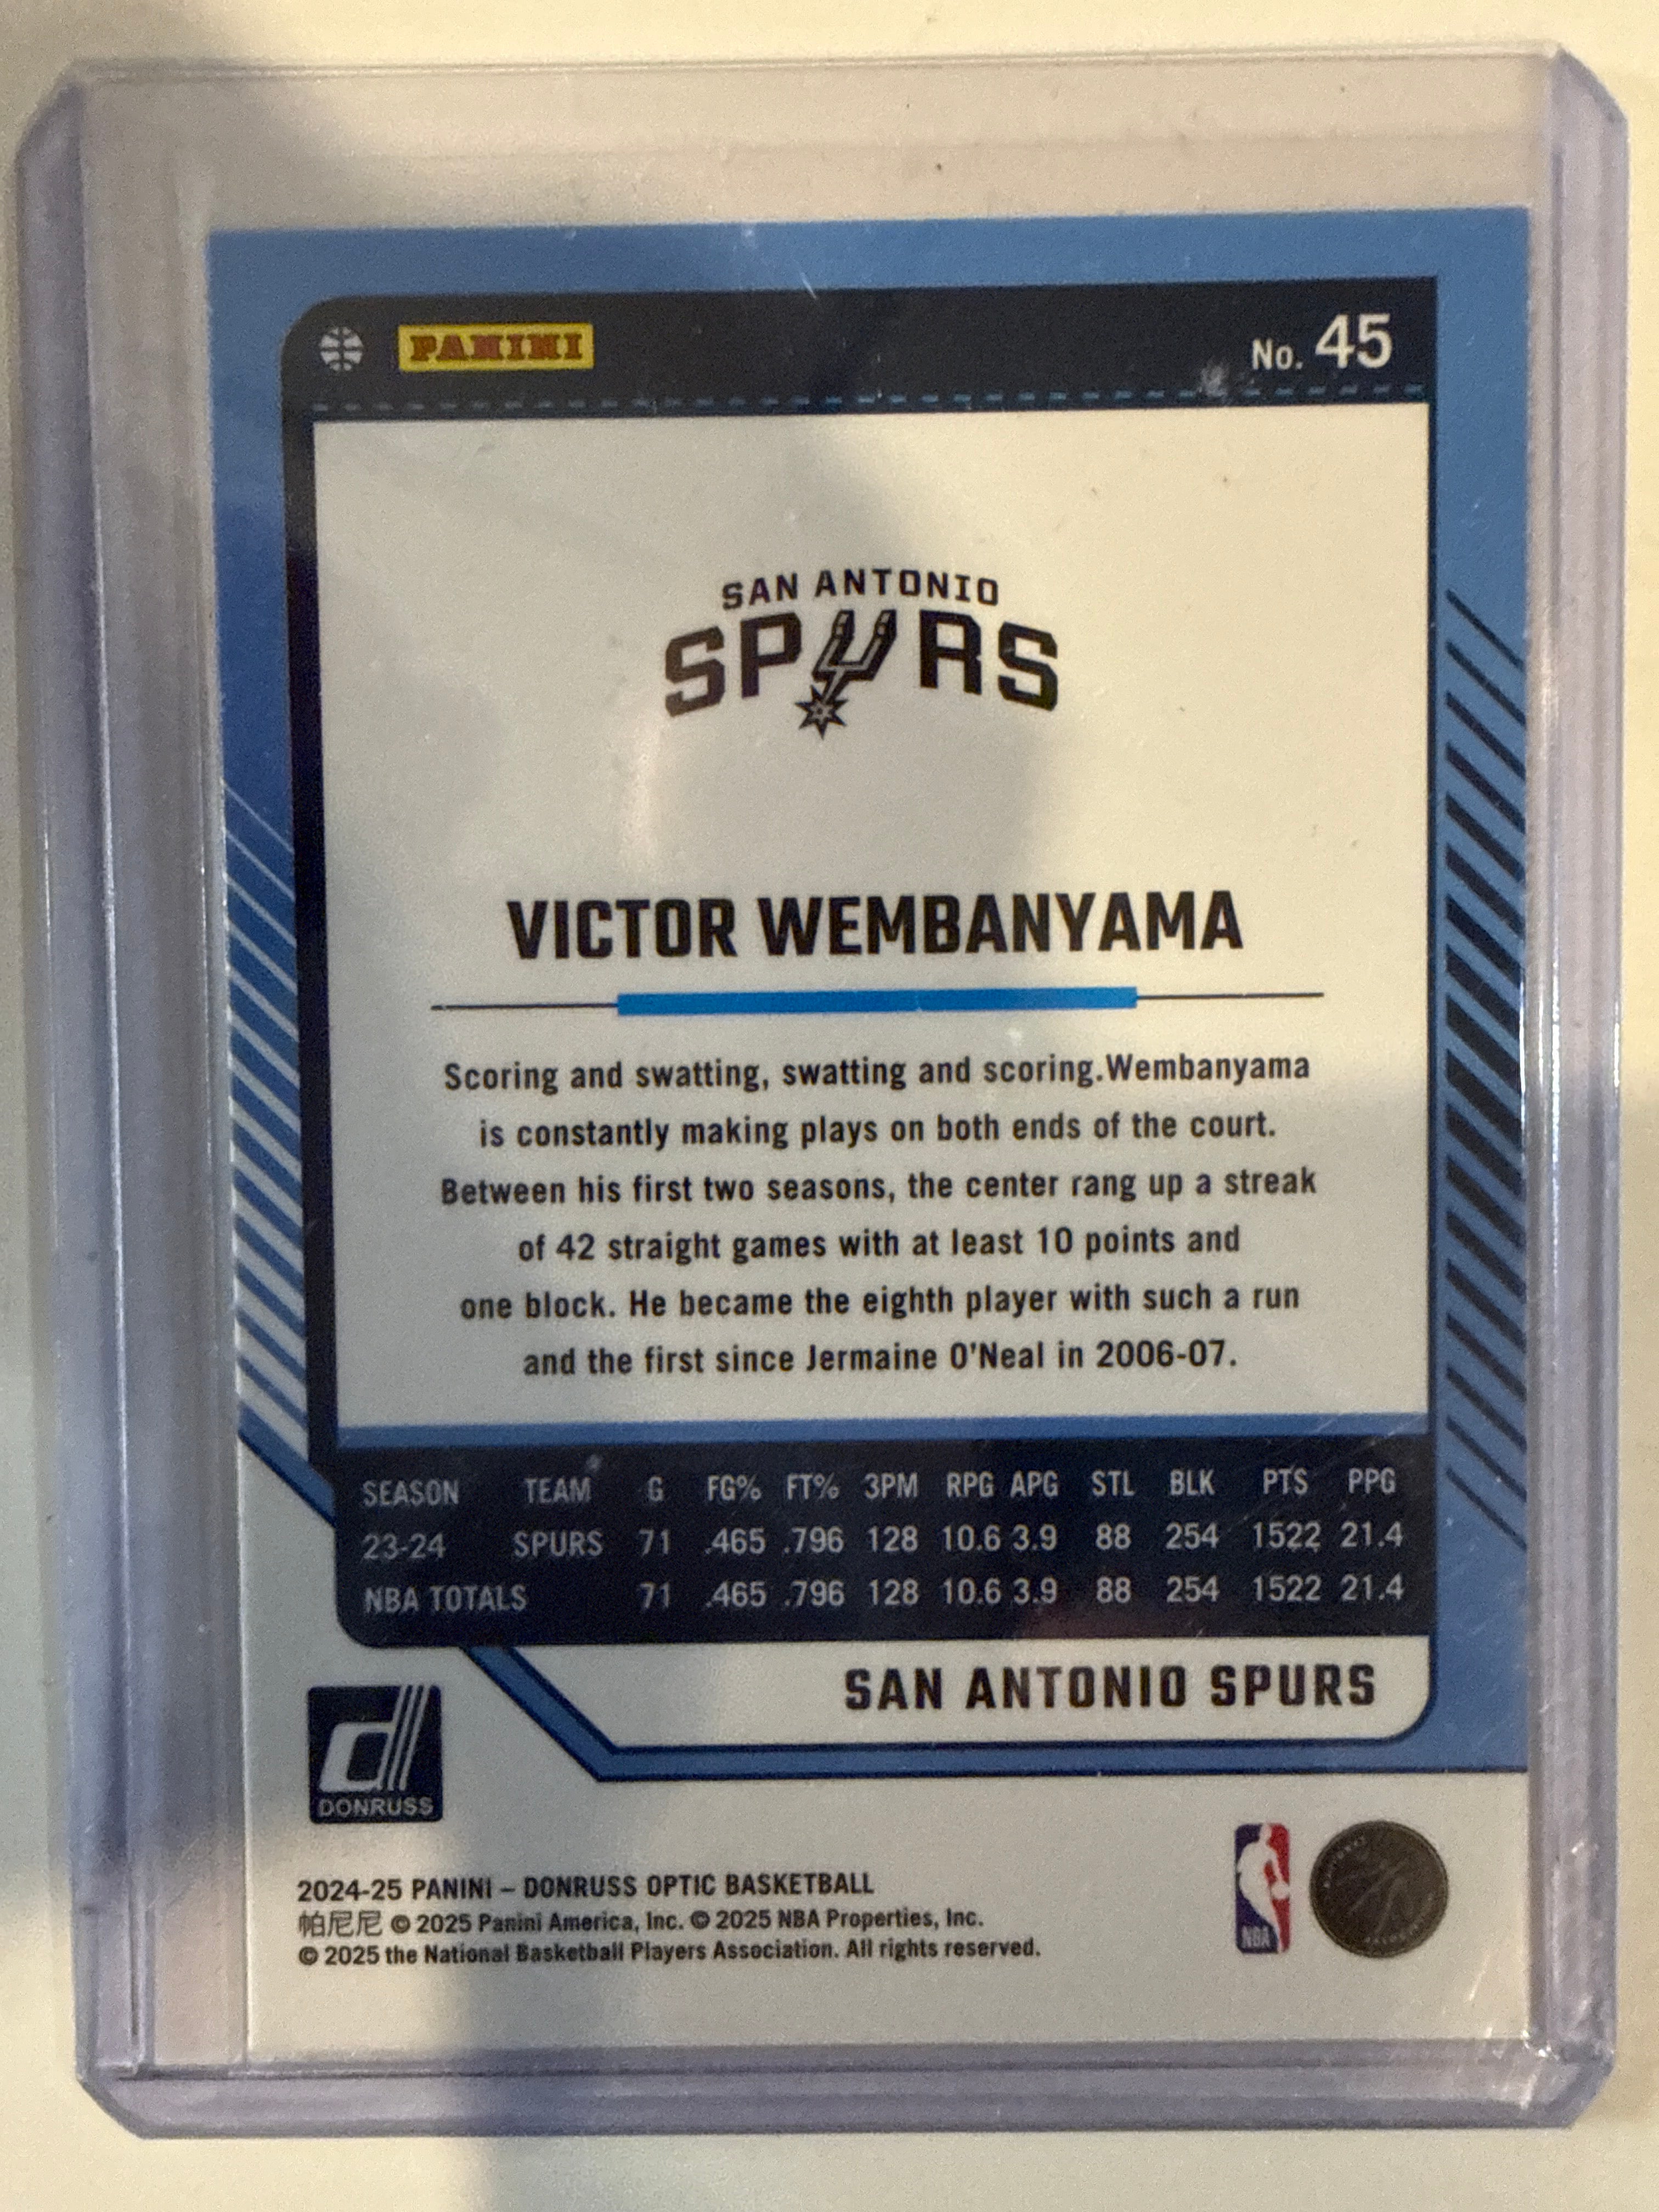 PANINI
No. 45
SAN ANTONIO
SPURS
VICTOR WEMBANYAMA
Scoring and swatting, swatting and scoring.Wembanyama
is constantly making plays on both ends of the court.
Between his first two seasons, the center rang up a streak
of 42 straight games with at least 10 points and
one block. He became the eighth player with such a run
and the first since Jermaine O'Neal in 2006-07.
SEASON TEAM G FG% FT% 3PM RPG APG STL BLK PTS PPG
23-24 SPURS 71 .465 .796 128 10.6 3.9 88 254 1522 21.4
NBA TOTALS 71 .465 .796 128 10.6 3.9 88 254 1522 21.4
SAN ANTONIO SPURS
d
DONRUSS
2024-25 PANINI – DONRUSS OPTIC BASKETBALL
帕尼尼 © 2025 Panini America, Inc. © 2025 NBA Properties, Inc.
© 2025 the National Basketball Players Association. All rights reserved.
NBA